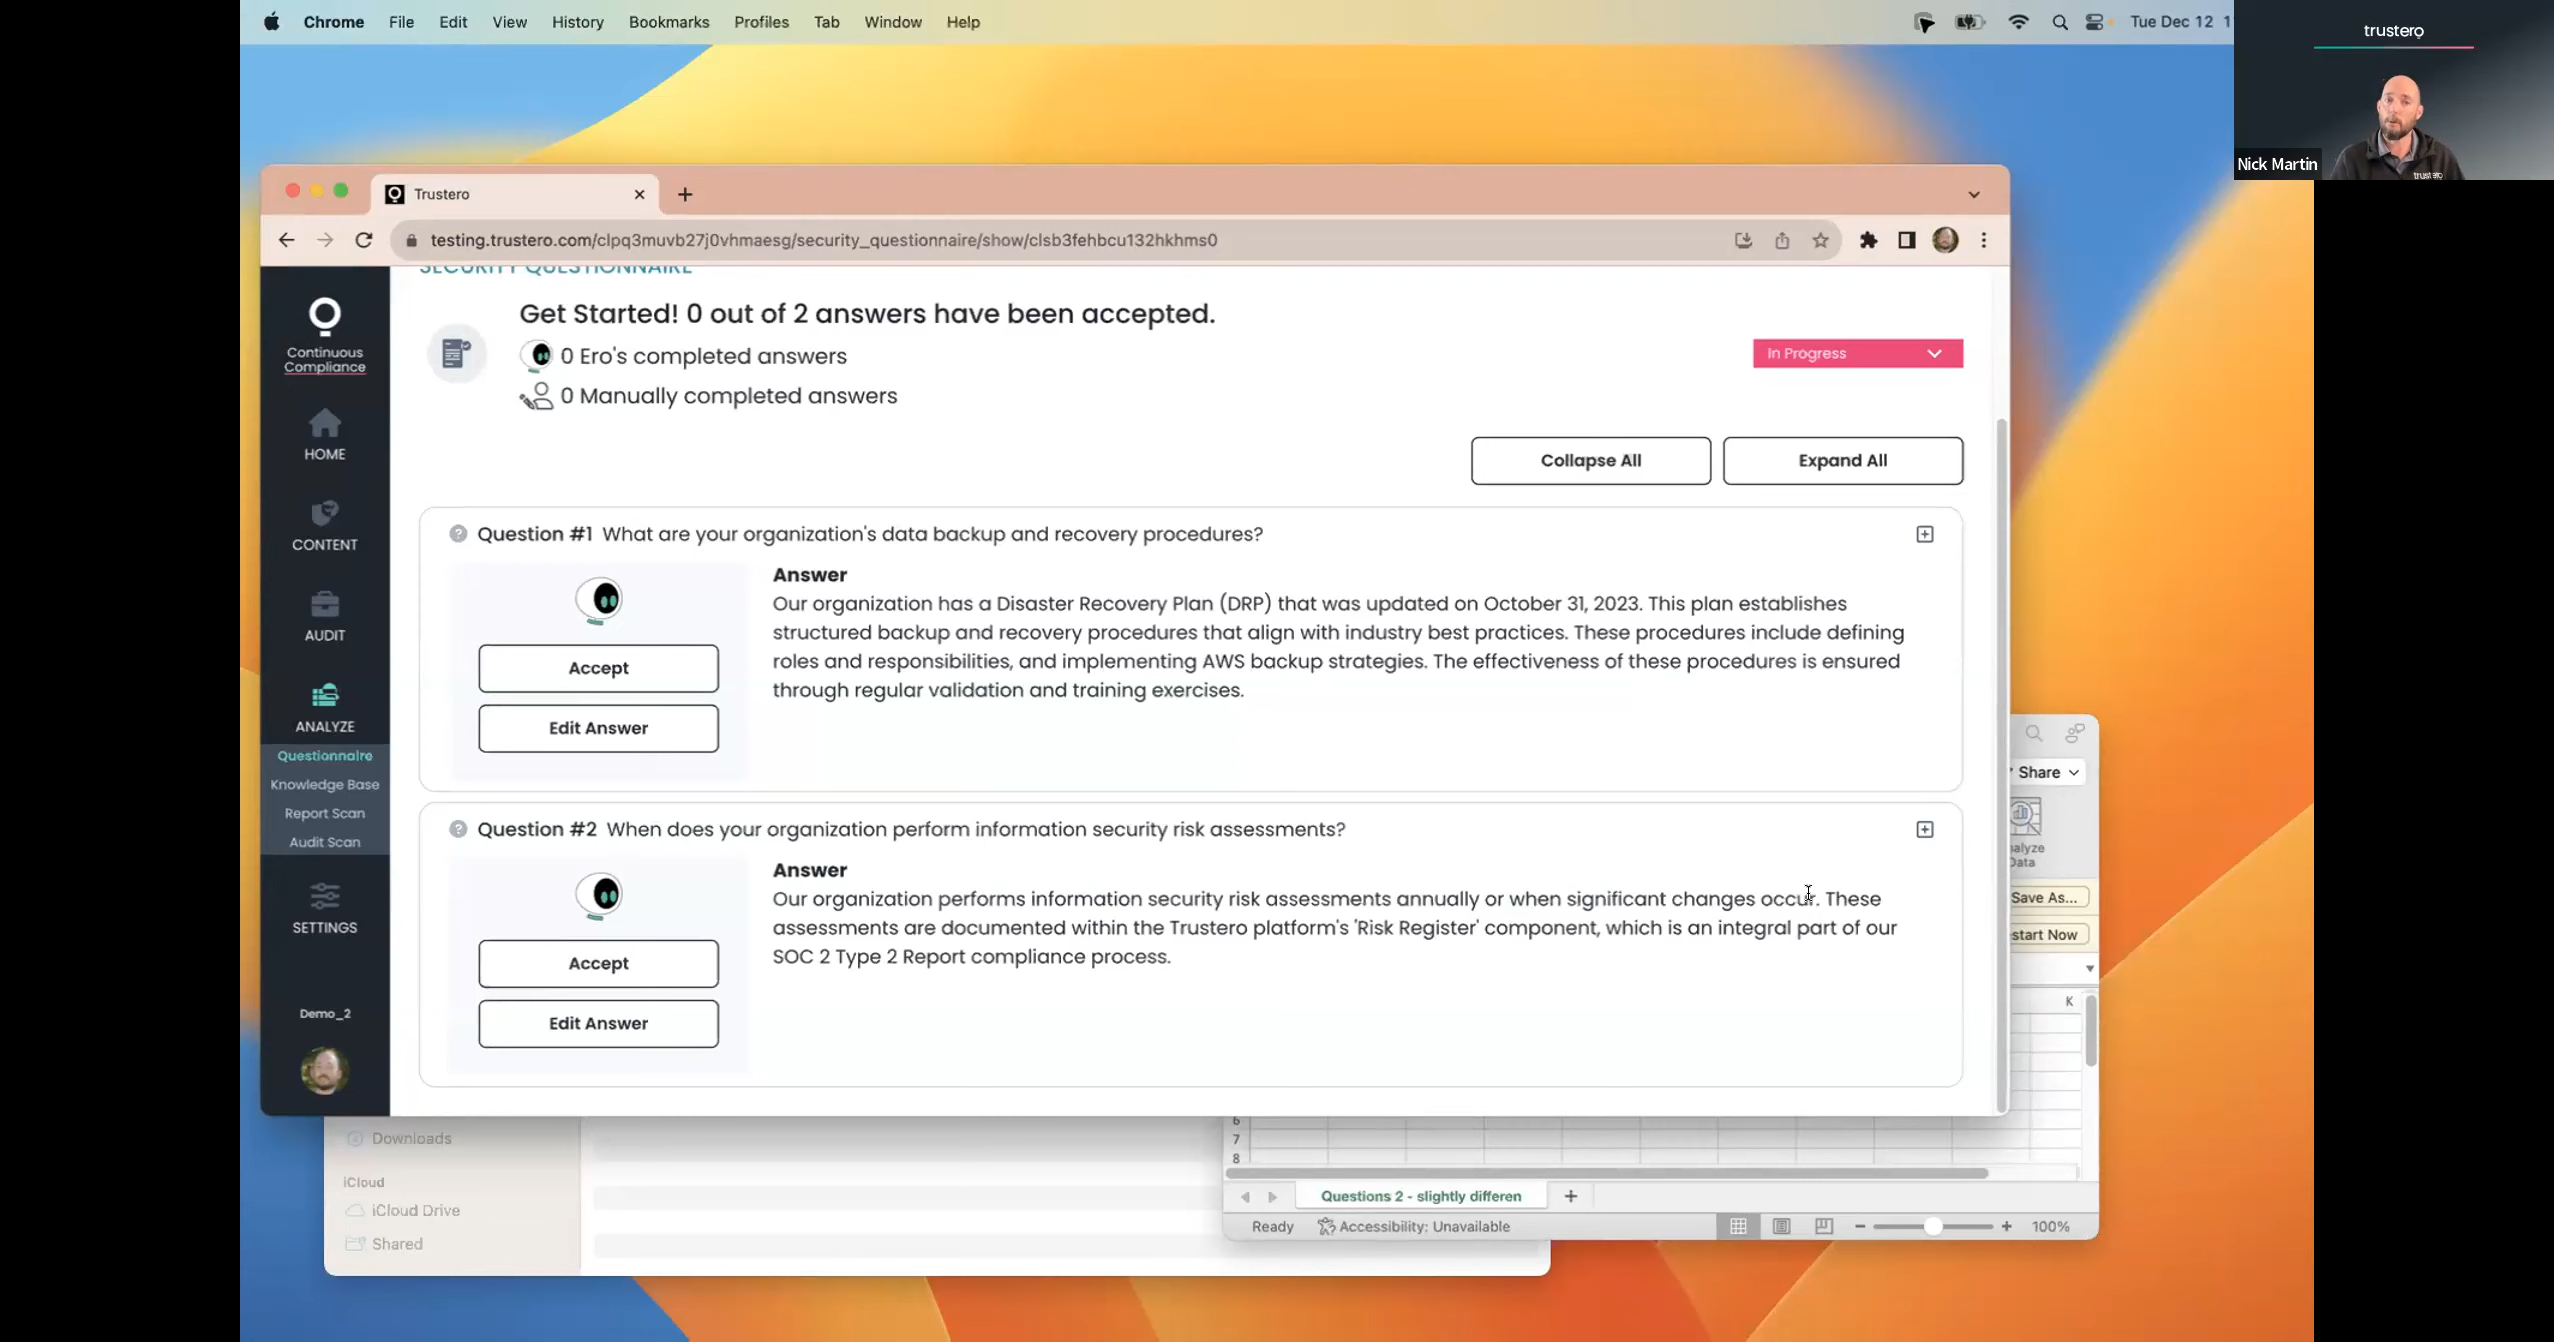 Chrome File Edit View History Bookmarks Profiles Tab Window Help
Tue Dec 12
trustero
Nick Martin
Trustero
testing.trustero.com/clpq3muvb27j0vhmaesg/security_questionnaire/show/clsb3fehbcu132hkhms0
SECURITY QUESTIONNAIRE
Continuous
Compliance
HOME
CONTENT
AUDIT
ANALYZE
Questionnaire
Knowledge Base
Report Scan
Audit Scan
SETTINGS
Demo_2
Get Started! 0 out of 2 answers have been accepted.
0 Ero's completed answers
0 Manually completed answers
In Progress
Collapse All
Expand All
Question #1 What are your organization's data backup and recovery procedures?
Accept
Edit Answer
Answer
Our organization has a Disaster Recovery Plan (DRP) that was updated on October 31, 2023. This plan establishes
structured backup and recovery procedures that align with industry best practices. These procedures include defining
roles and responsibilities, and implementing AWS backup strategies. The effectiveness of these procedures is ensured
through regular validation and training exercises.
Question #2 When does your organization perform information security risk assessments?
Accept
Edit Answer
Answer
Our organization performs information security risk assessments annually or when significant changes occur. These
assessments are documented within the Trustero platform's 'Risk Register' component, which is an integral part of our
SOC 2 Type 2 Report compliance process.
Share
alyze
Data
Save As...
start Now
K
6
7
8
Downloads
iCloud
iCloud Drive
Shared
Questions 2 - slightly differen
Ready
Accessibility: Unavailable
100%